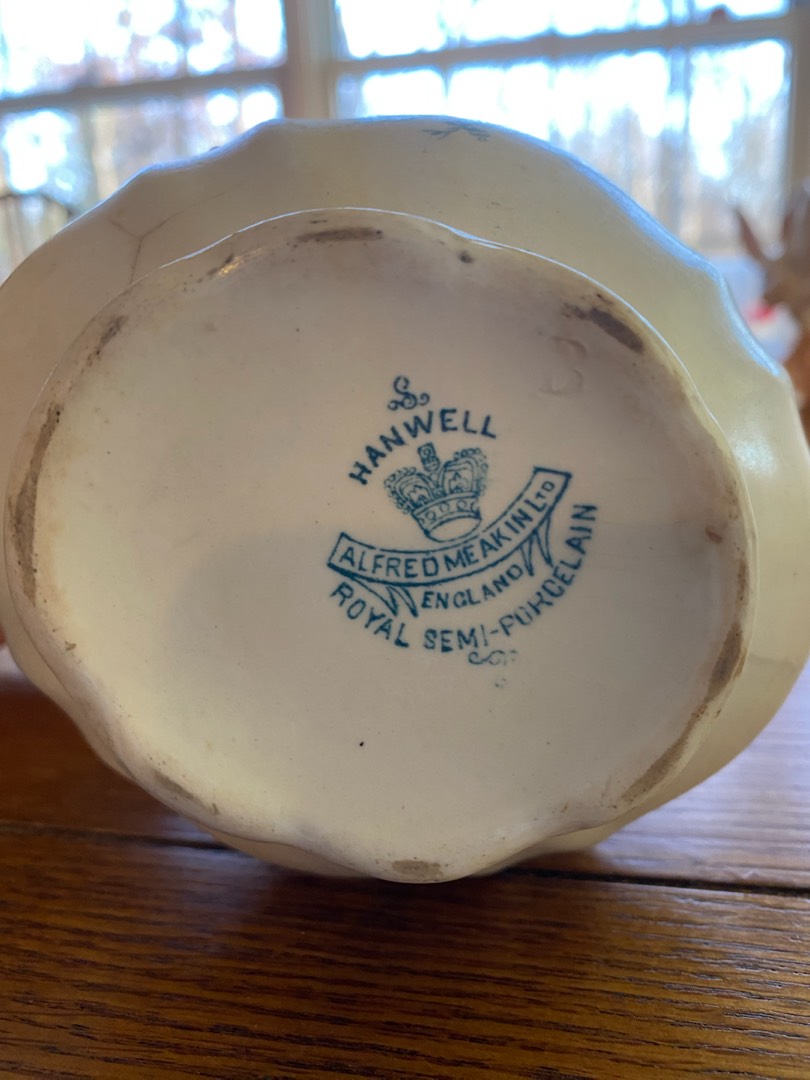 HANWELL
ALFRED MEAKIN LTD
ENGLAND
ROYAL SEMI-PORCELAIN